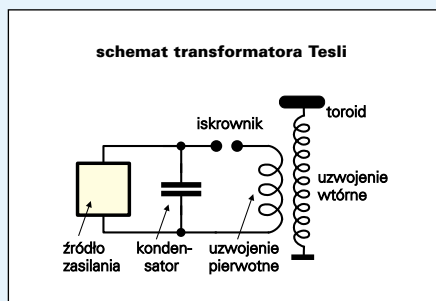 schemat transformatora Tesli
toroid
iskrownik
uzwojenie
wtórne
źródło
zasilania
konden-
sator
uzwojenie
pierwotne